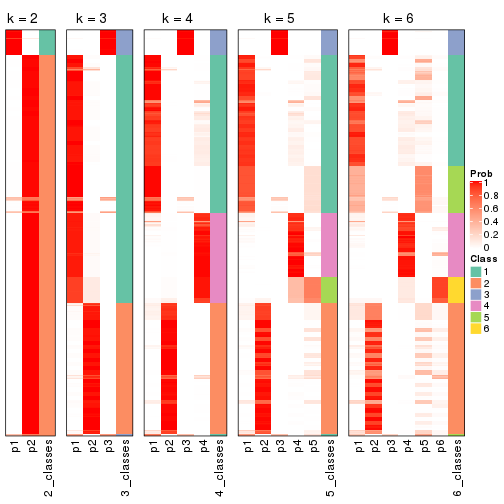 k = 2
k = 3
k = 4
k = 5
k = 6
Prob
1
0.8
0.6
0.4
0.2
0
Class
1
2
3
4
5
6
p1
p2
2_classes
p1
p2
p3
3_classes
p1
p2
p3
p4
4_classes
p1
p2
p3
p4
p5
5_classes
p1
p2
p3
p4
p5
p6
6_classes